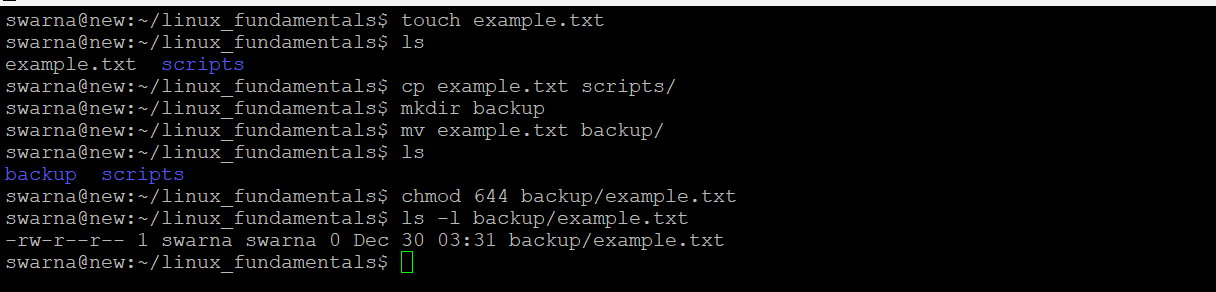 swarna@new:~/linux_fundamentals$ touch example.txt
swarna@new:~/linux_fundamentals$ ls
example.txt  scripts
swarna@new:~/linux_fundamentals$ cp example.txt scripts/
swarna@new:~/linux_fundamentals$ mkdir backup
swarna@new:~/linux_fundamentals$ mv example.txt backup/
swarna@new:~/linux_fundamentals$ ls
backup  scripts
swarna@new:~/linux_fundamentals$ chmod 644 backup/example.txt
swarna@new:~/linux_fundamentals$ ls -l backup/example.txt
-rw-r--r-- 1 swarna swarna 0 Dec 30 03:31 backup/example.txt
swarna@new:~/linux_fundamentals$